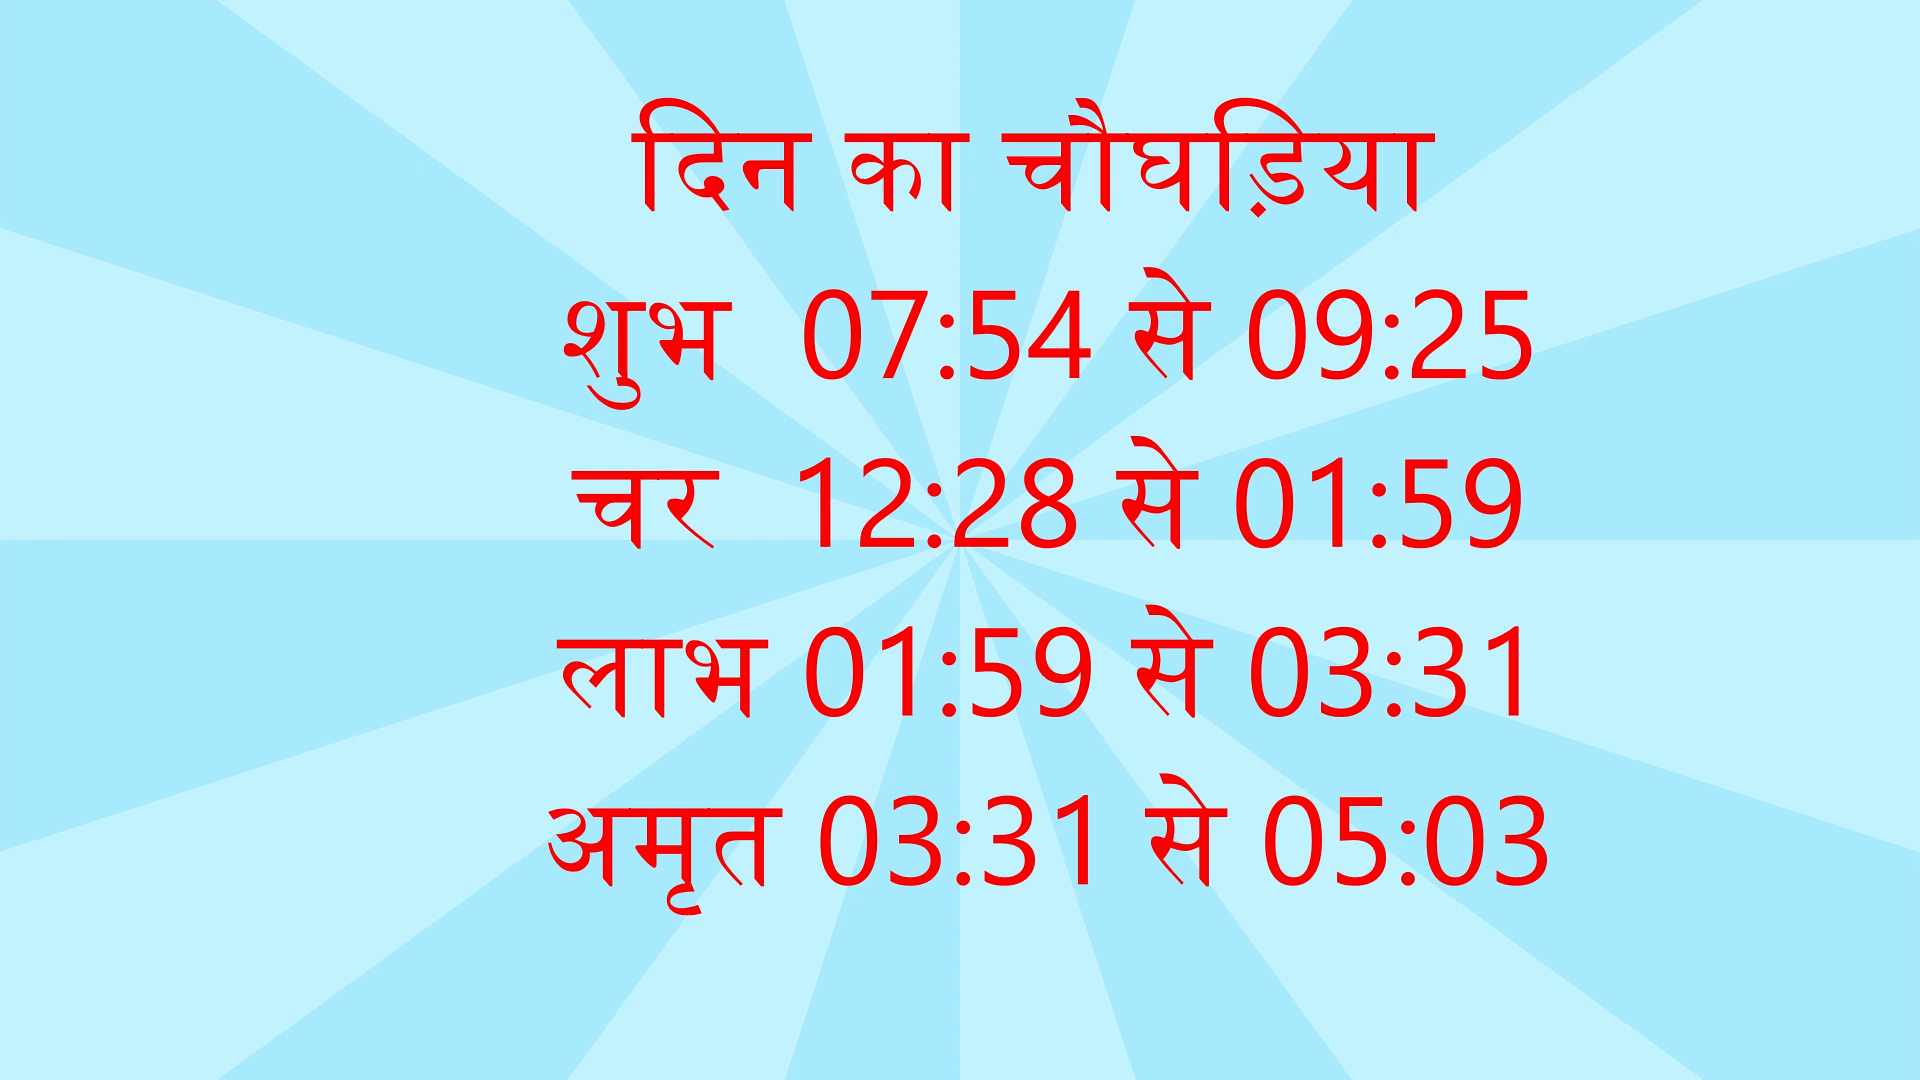 दिन का चौघड़िया
शुभ 07:54 से 09:25
चर 12:28 से 01:59
लाभ 01:59 से 03:31
अमृत 03:31 से 05:03